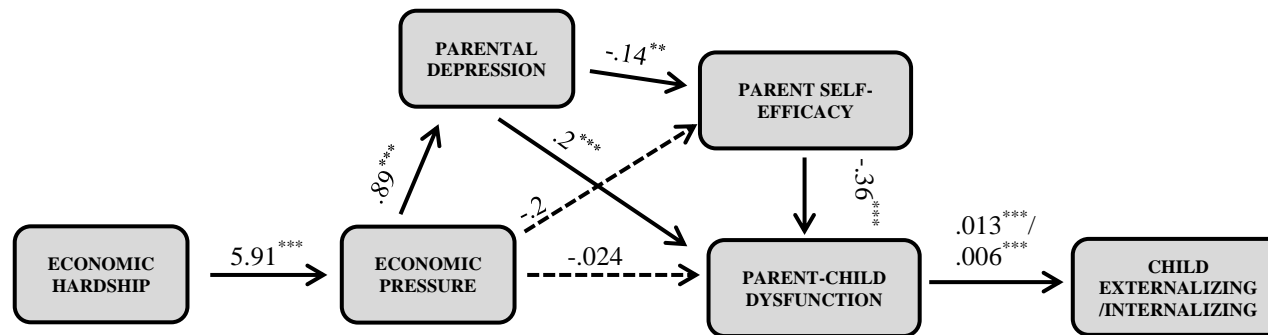 PARENTAL
DEPRESSION
-.14**
PARENT SELF-
EFFICACY
.89***
.2***
-.2
-.36***
ECONOMIC
HARDSHIP
5.91***
ECONOMIC
PRESSURE
-.024
PARENT-CHILD
DYSFUNCTION
.013***/
.006***
CHILD
EXTERNALIZING
/INTERNALIZING